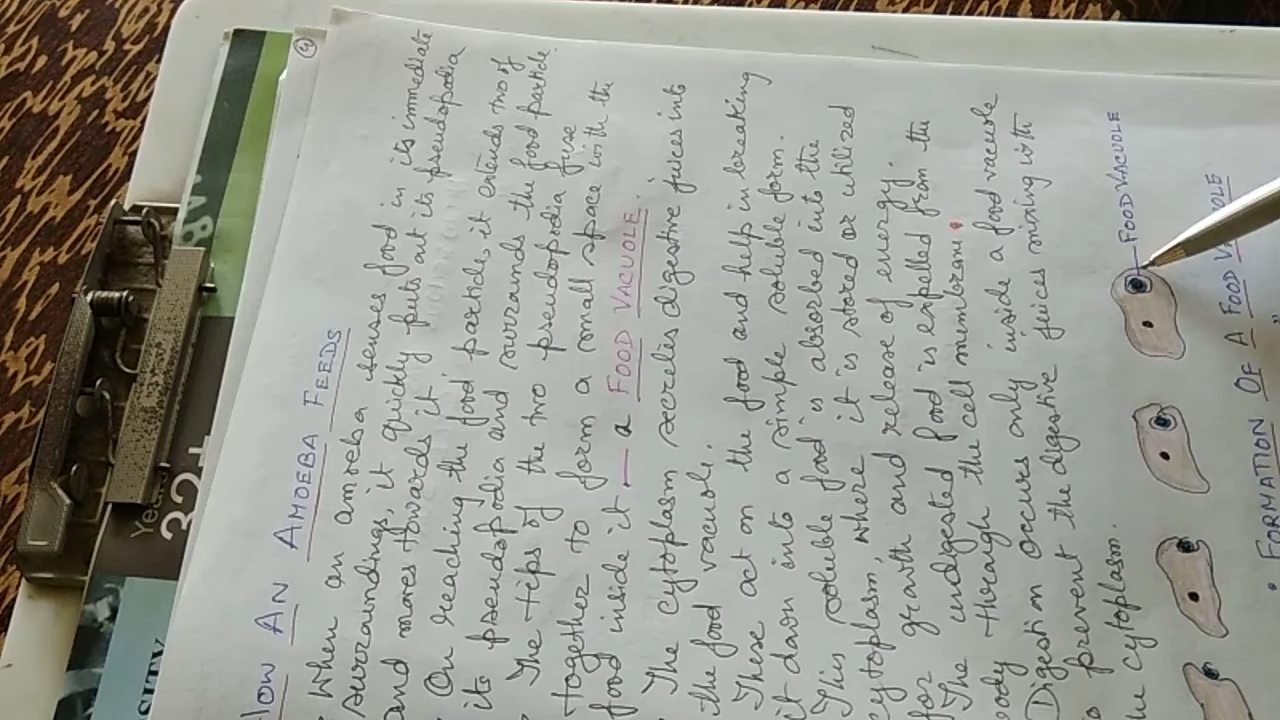 ④
HOW AN AMOEBA FEEDS
When an amoeba senses food in its immediate
surroundings, it quickly puts out its pseudopodia
and moves towards it.
On reaching the food particle, it extends two of
its pseudopodia and surrounds the food particle.
The tips of the two pseudopodia fuse
together to form a small space with the
food inside it — a FOOD VACUOLE.
The cytoplasm secretes digestive juices into
the food vacuole.
These act on the food and help in breaking
it down into a simple soluble form.
This soluble food is absorbed into the
cytoplasm, where it is stored or utilized
for growth and release of energy.
The undigested food is expelled from the
body through the cell membrane.
Digestion occurs only inside a food vacuole
to prevent the digestive juices mixing with
the cytoplasm.
FOOD VACUOLE
• FORMATION OF A FOOD VACUOLE
Years
32+
SITY